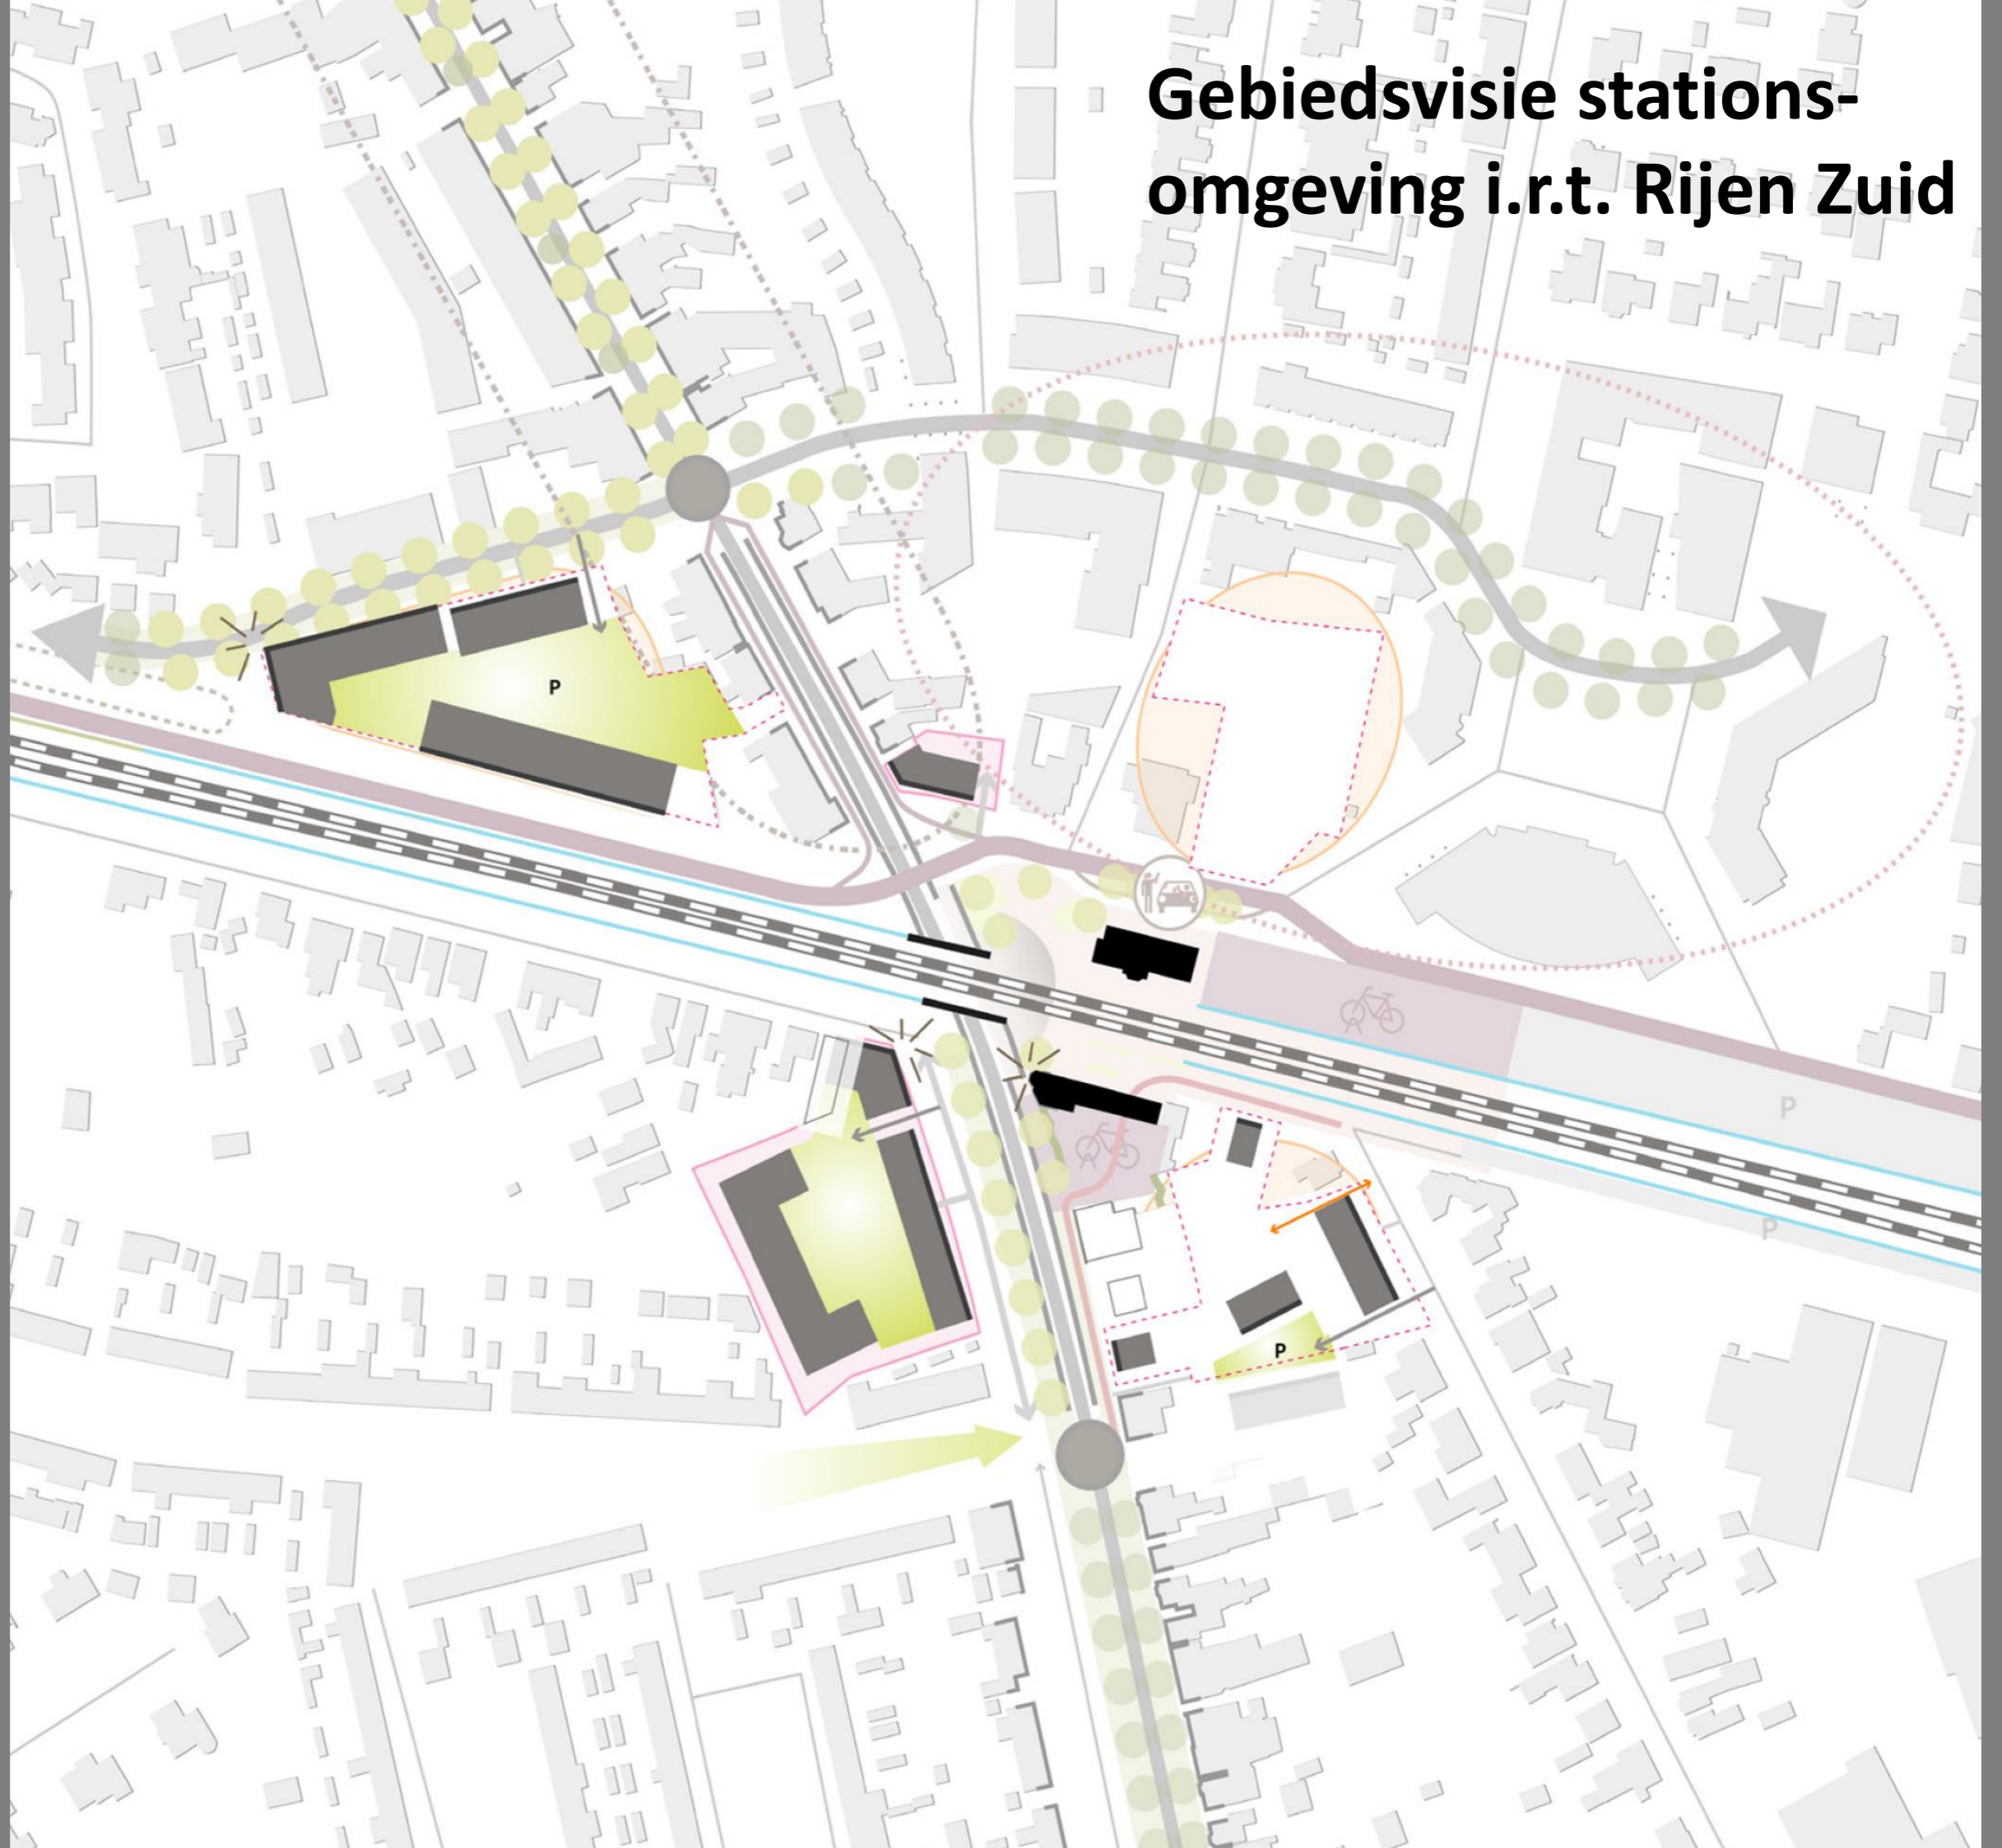 Gebiedsvisie stations-
omgeving i.r.t. Rijen Zuid
P
P
P
P